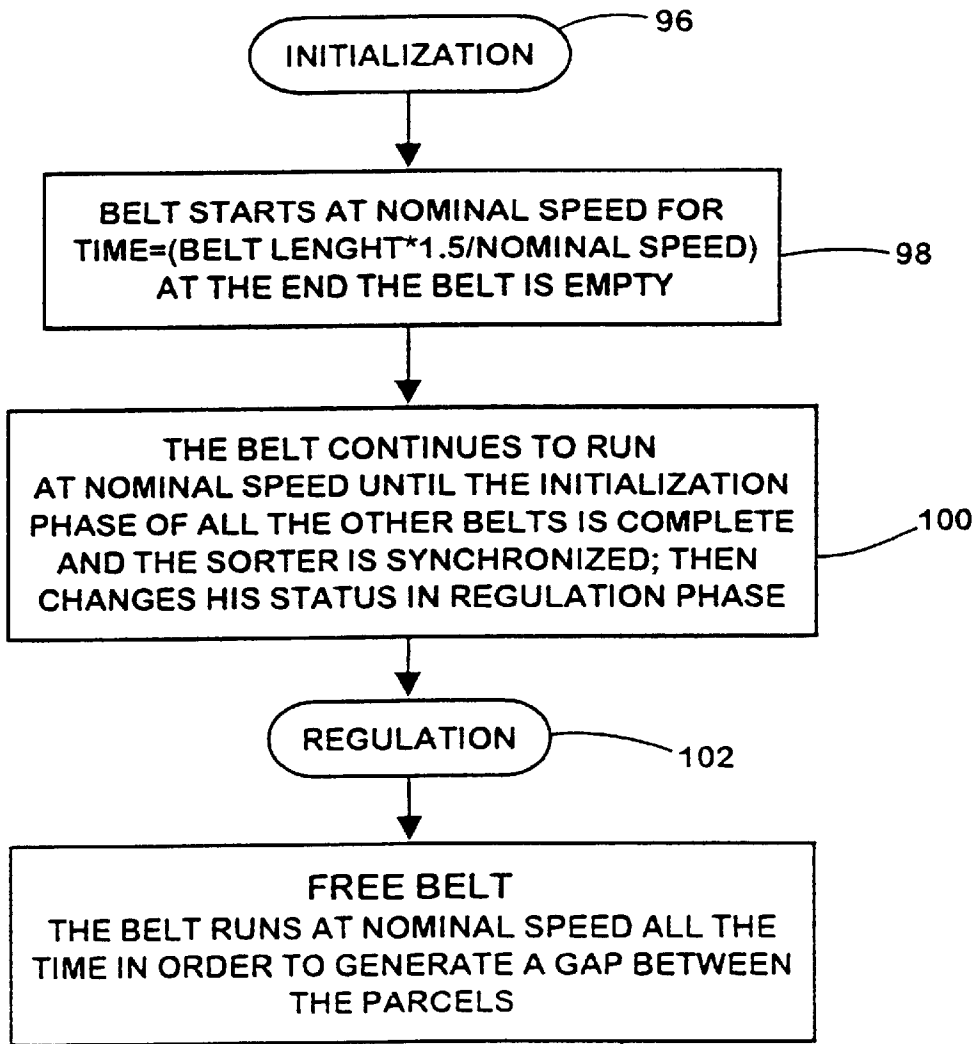 96
INITIALIZATION
BELT STARTS AT NOMINAL SPEED FOR
TIME=(BELT LENGHT*1.5/NOMINAL SPEED)
AT THE END THE BELT IS EMPTY
98
THE BELT CONTINUES TO RUN
AT NOMINAL SPEED UNTIL THE INITIALIZATION
PHASE OF ALL THE OTHER BELTS IS COMPLETE
AND THE SORTER IS SYNCHRONIZED; THEN
CHANGES HIS STATUS IN REGULATION PHASE
100
REGULATION
102
FREE BELT
THE BELT RUNS AT NOMINAL SPEED ALL THE
TIME IN ORDER TO GENERATE A GAP BETWEEN
THE PARCELS